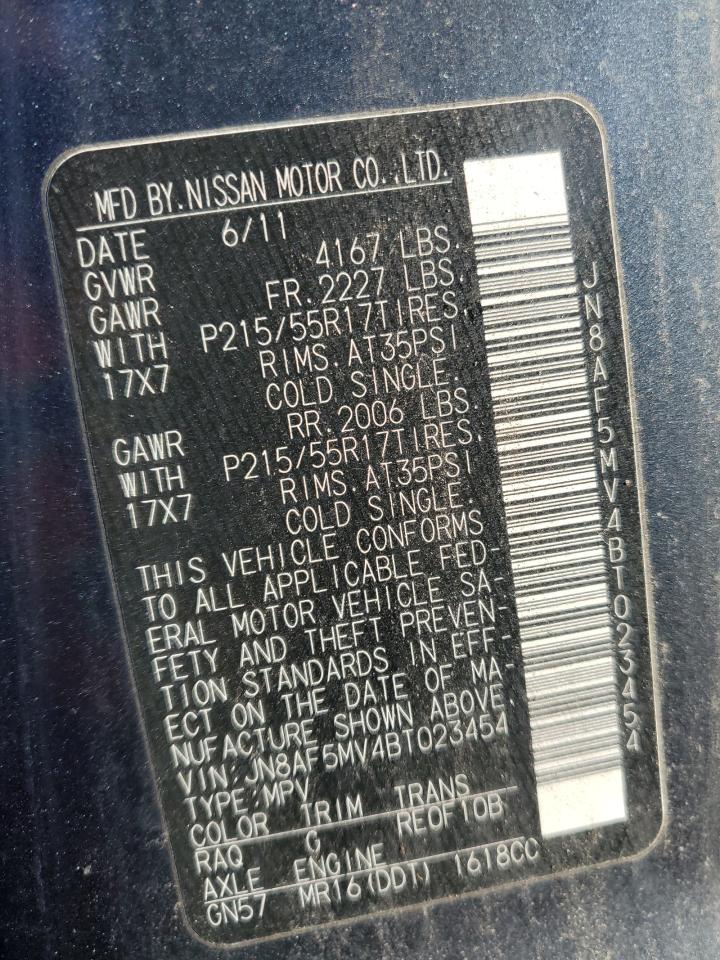 MFD BY.NISSAN MOTOR CO.,LTD.
DATE 6/11
GVWR 4167 LBS.
GAWR FR.2227 LBS.
WITH P215/55R17TIRES.
17X7 RIMS.AT35PSI
COLD SINGLE.
GAWR RR.2006 LBS.
WITH P215/55R17TIRES.
17X7 RIMS.AT35PSI
COLD SINGLE.
THIS VEHICLE CONFORMS
TO ALL APPLICABLE FED-
ERAL MOTOR VEHICLE SA-
FETY AND THEFT PREVEN-
TION STANDARDS IN EFF-
ECT ON THE DATE OF MA-
NUFACTURE SHOWN ABOVE.
VIN:JN8AF5MV4BT023454
TYPE:MPV
COLOR TRIM TRANS
RAQ G RE0F10B
AXLE ENGINE
GN57 MR16(DDT) 1618CC
JN8AF5MV4BT023454